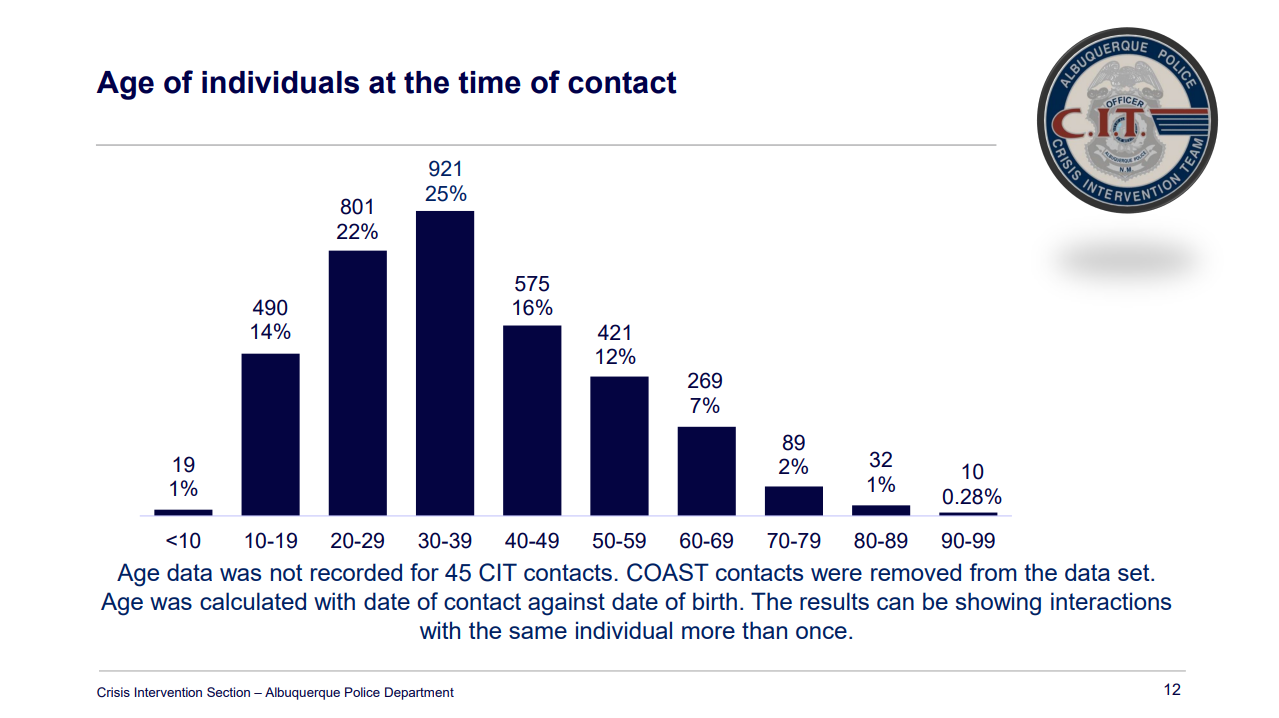 Age of individuals at the time of contact
ALBUQUERQUE POLICE
OFFICER
C.I.T.
ALBUQUERQUE POLICE
N.M.
CRISIS INTERVENTION TEAM
921
25%
801
22%
575
16%
490
14%
421
12%
269
7%
89
2%
32
1%
19
1%
10
0.28%
<10 10-19 20-29 30-39 40-49 50-59 60-69 70-79 80-89 90-99
Age data was not recorded for 45 CIT contacts. COAST contacts were removed from the data set.
Age was calculated with date of contact against date of birth. The results can be showing interactions
with the same individual more than once.
Crisis Intervention Section – Albuquerque Police Department
12